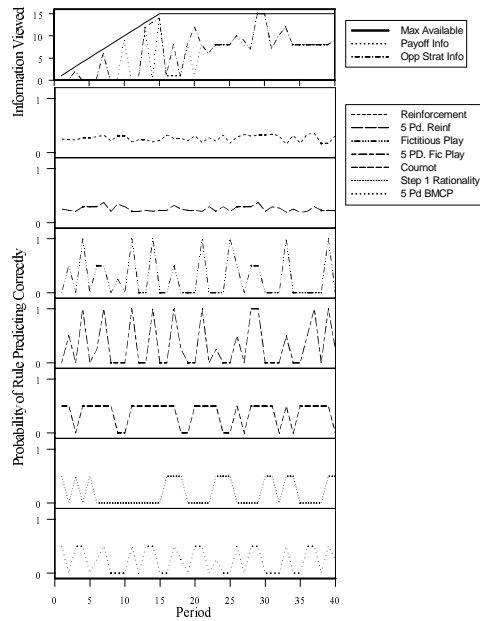 Information Viewed
15
10
5
0
Max Available
Payoff Info
Opp Strat Info
Probability of Rule Predicting Correctly
1
0
1
0
1
0
1
0
1
0
1
0
1
0
Reinforcement
5 Pd. Reinf
Fictitious Play
5 PD. Fic Play
Cournot
Step 1 Rationality
5 Pd BMCP
0 5 10 15 20 25 30 35 40
Period